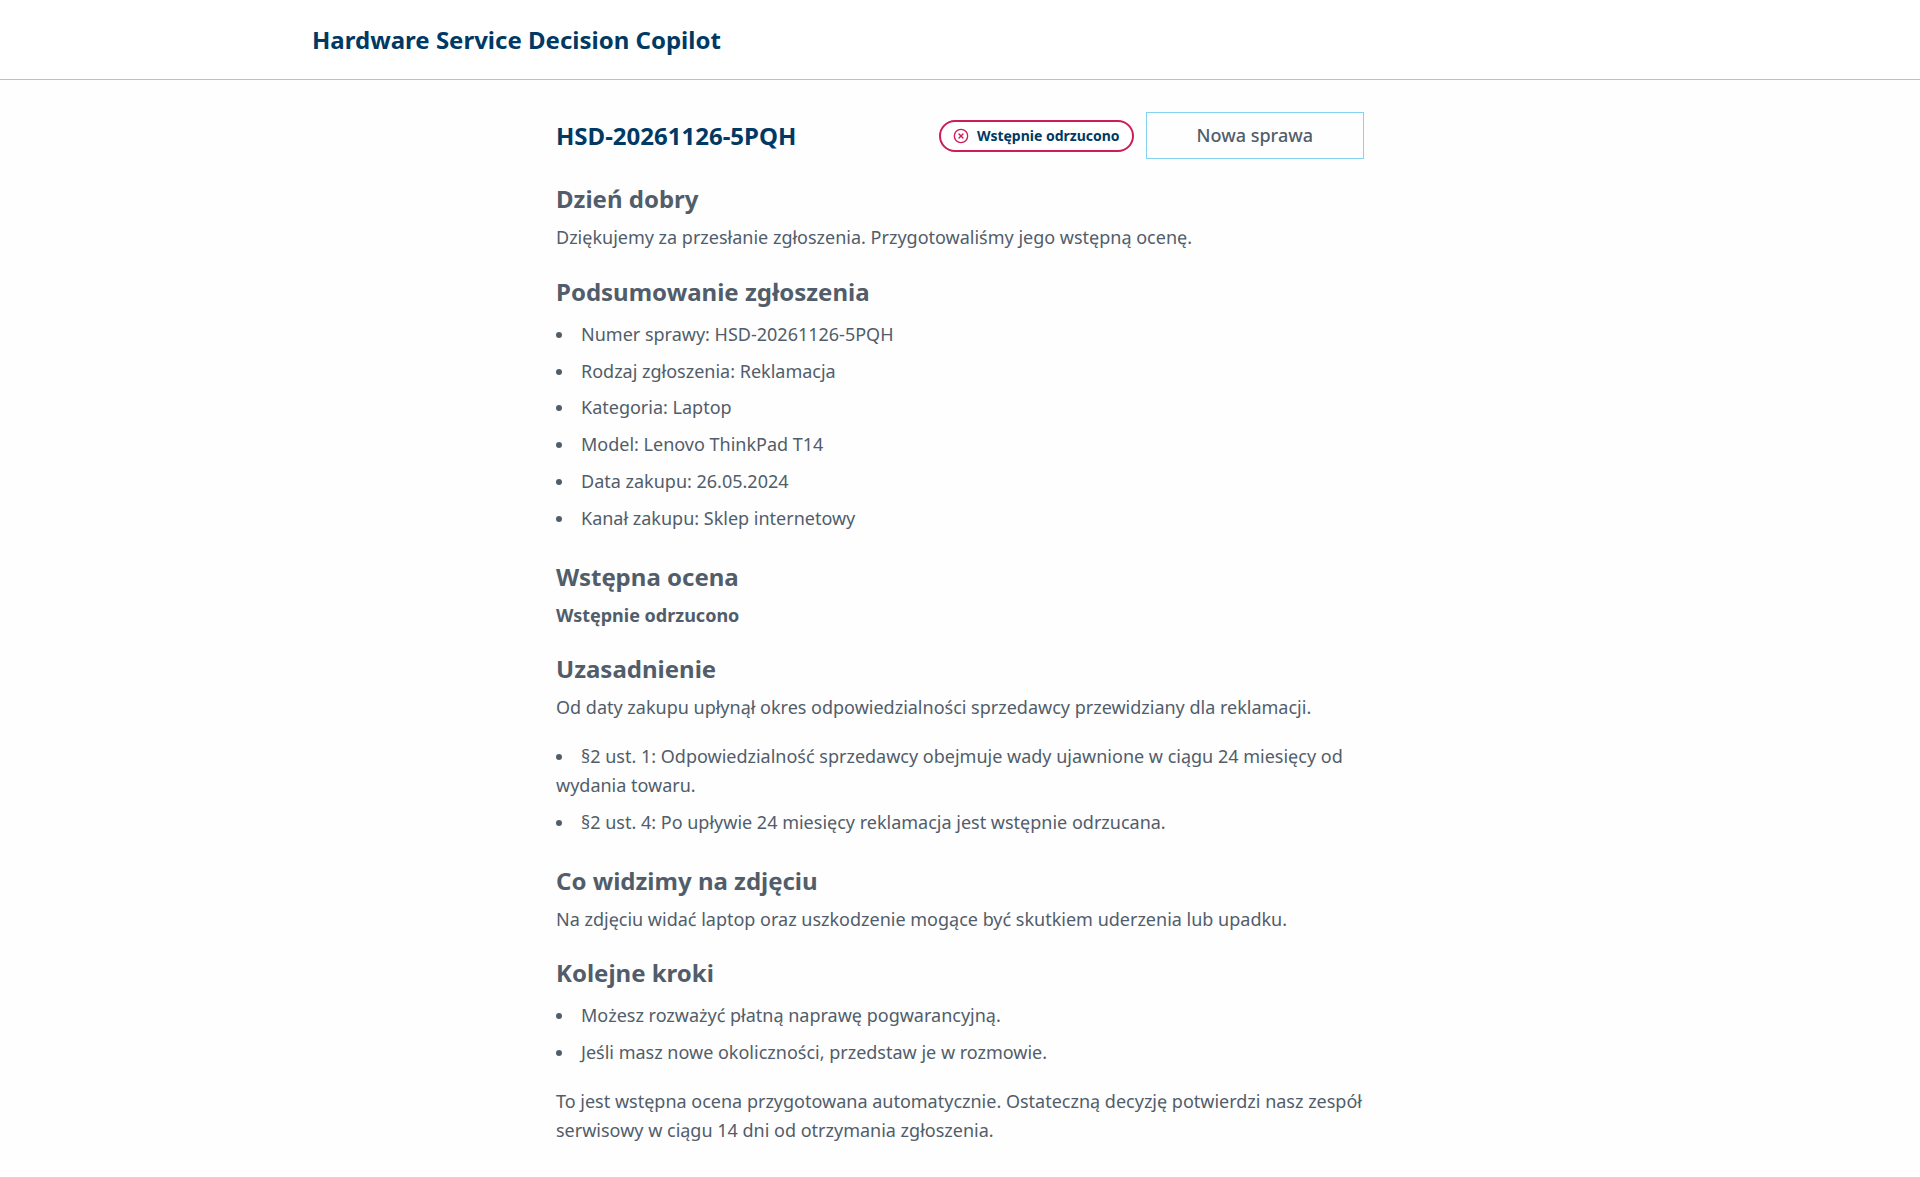 Hardware Service Decision Copilot
HSD-20261126-5PQH
Wstępnie odrzucono
Nowa sprawa
Dzień dobry
Dziękujemy za przesłanie zgłoszenia. Przygotowaliśmy jego wstępną ocenę.
Podsumowanie zgłoszenia
• Numer sprawy: HSD-20261126-5PQH
• Rodzaj zgłoszenia: Reklamacja
• Kategoria: Laptop
• Model: Lenovo ThinkPad T14
• Data zakupu: 26.05.2024
• Kanał zakupu: Sklep internetowy
Wstępna ocena
Wstępnie odrzucono
Uzasadnienie
Od daty zakupu upłynął okres odpowiedzialności sprzedawcy przewidziany dla reklamacji.
• §2 ust. 1: Odpowiedzialność sprzedawcy obejmuje wady ujawnione w ciągu 24 miesięcy od
wydania towaru.
• §2 ust. 4: Po upływie 24 miesięcy reklamacja jest wstępnie odrzucana.
Co widzimy na zdjęciu
Na zdjęciu widać laptop oraz uszkodzenie mogące być skutkiem uderzenia lub upadku.
Kolejne kroki
• Możesz rozważyć płatną naprawę pogwarancyjną.
• Jeśli masz nowe okoliczności, przedstaw je w rozmowie.
To jest wstępna ocena przygotowana automatycznie. Ostateczną decyzję potwierdzi nasz zespół
serwisowy w ciągu 14 dni od otrzymania zgłoszenia.